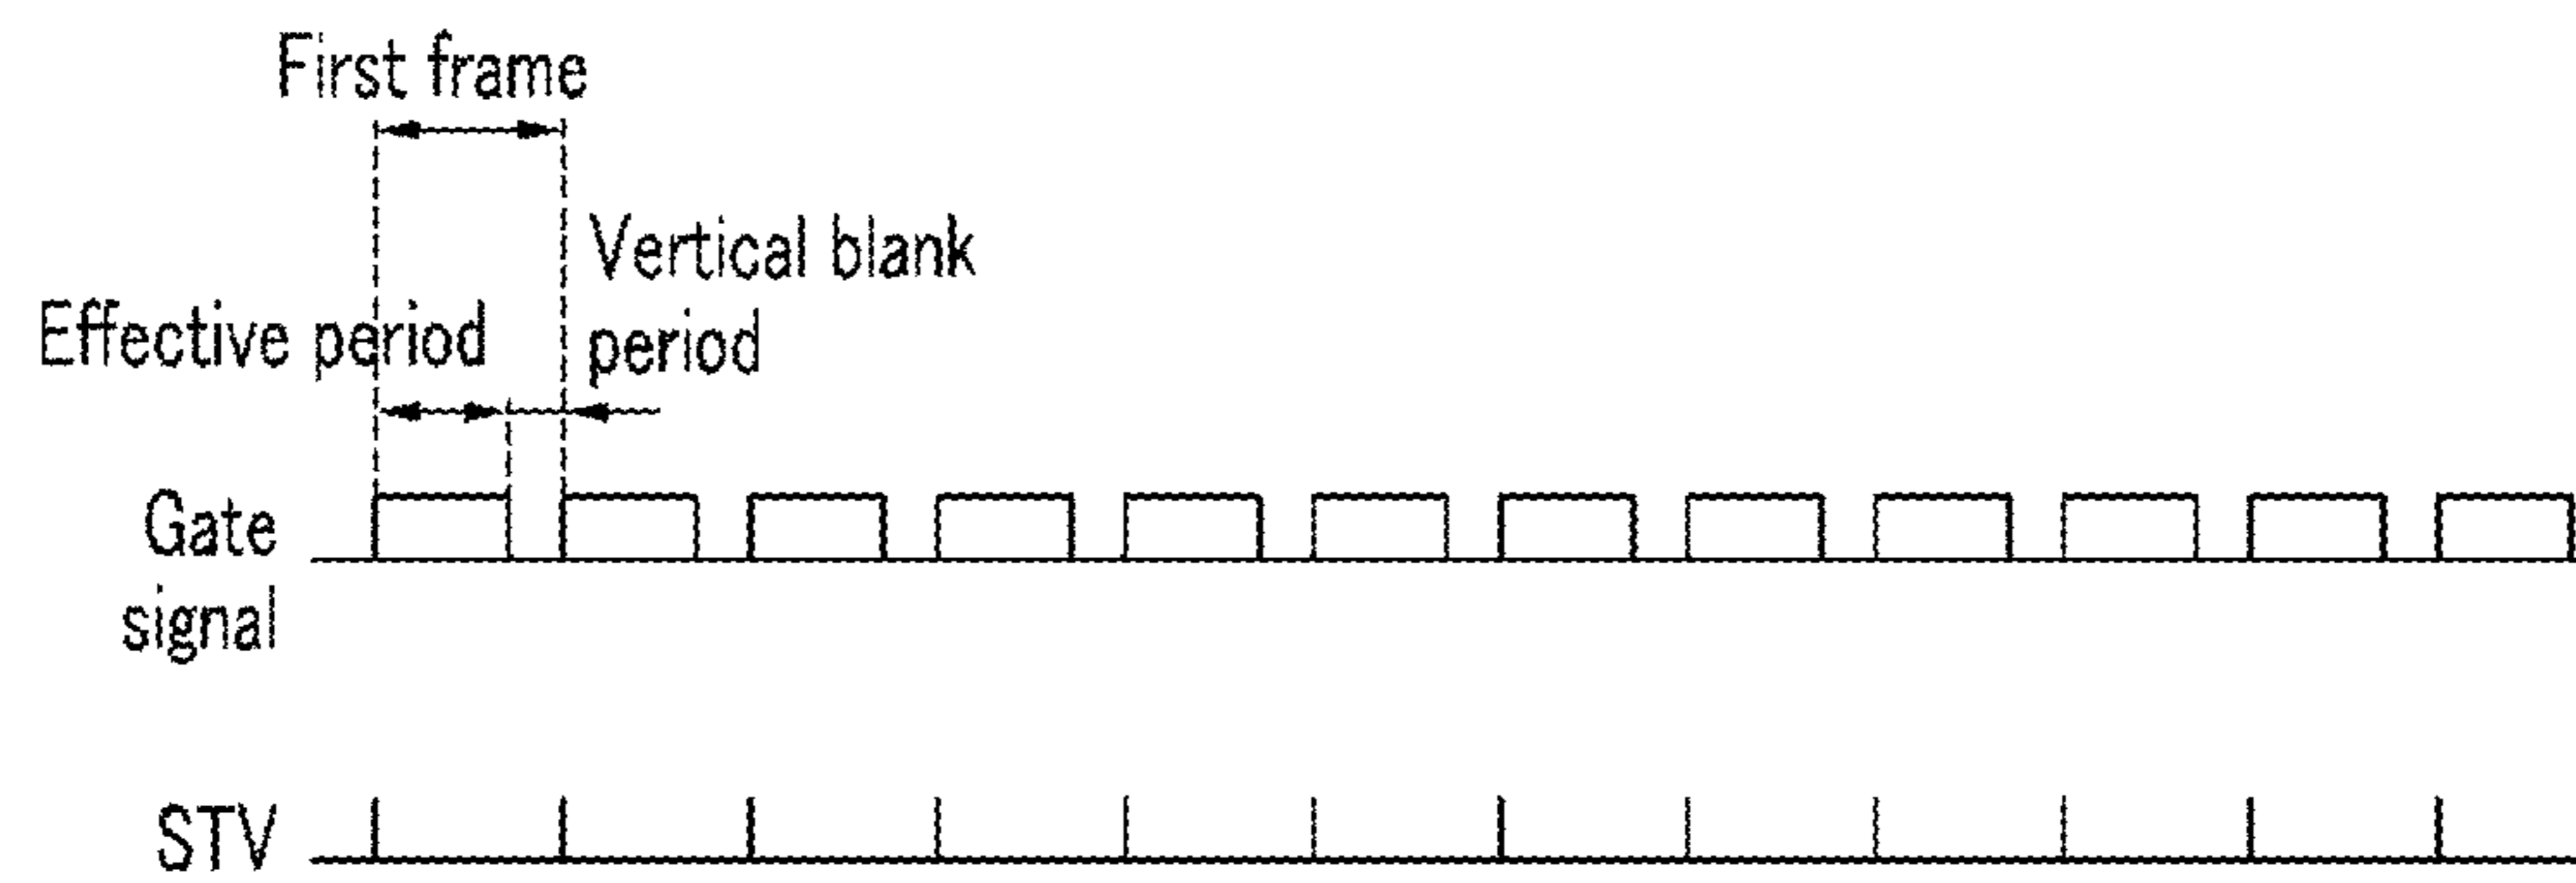 First frame
Vertical blank
period
Effective period
Gate
signal
STV